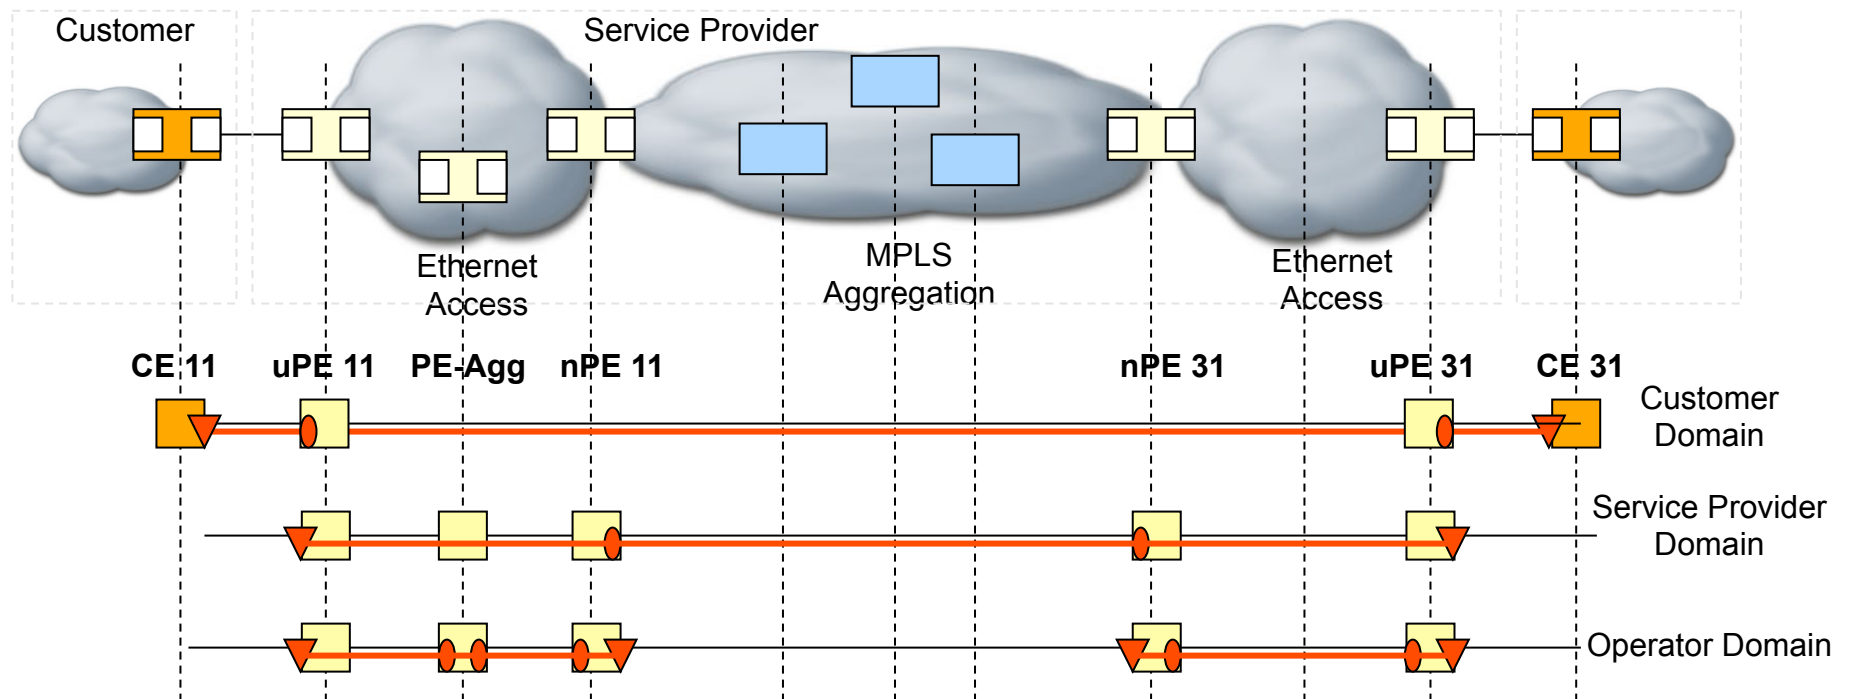 Customer
Service Provider
Ethernet
Access
MPLS
Aggregation
Ethernet
Access
CE 11
uPE 11
PE-Agg
nPE 11
nPE 31
uPE 31
CE 31
Customer
Domain
Service Provider
Domain
Operator Domain